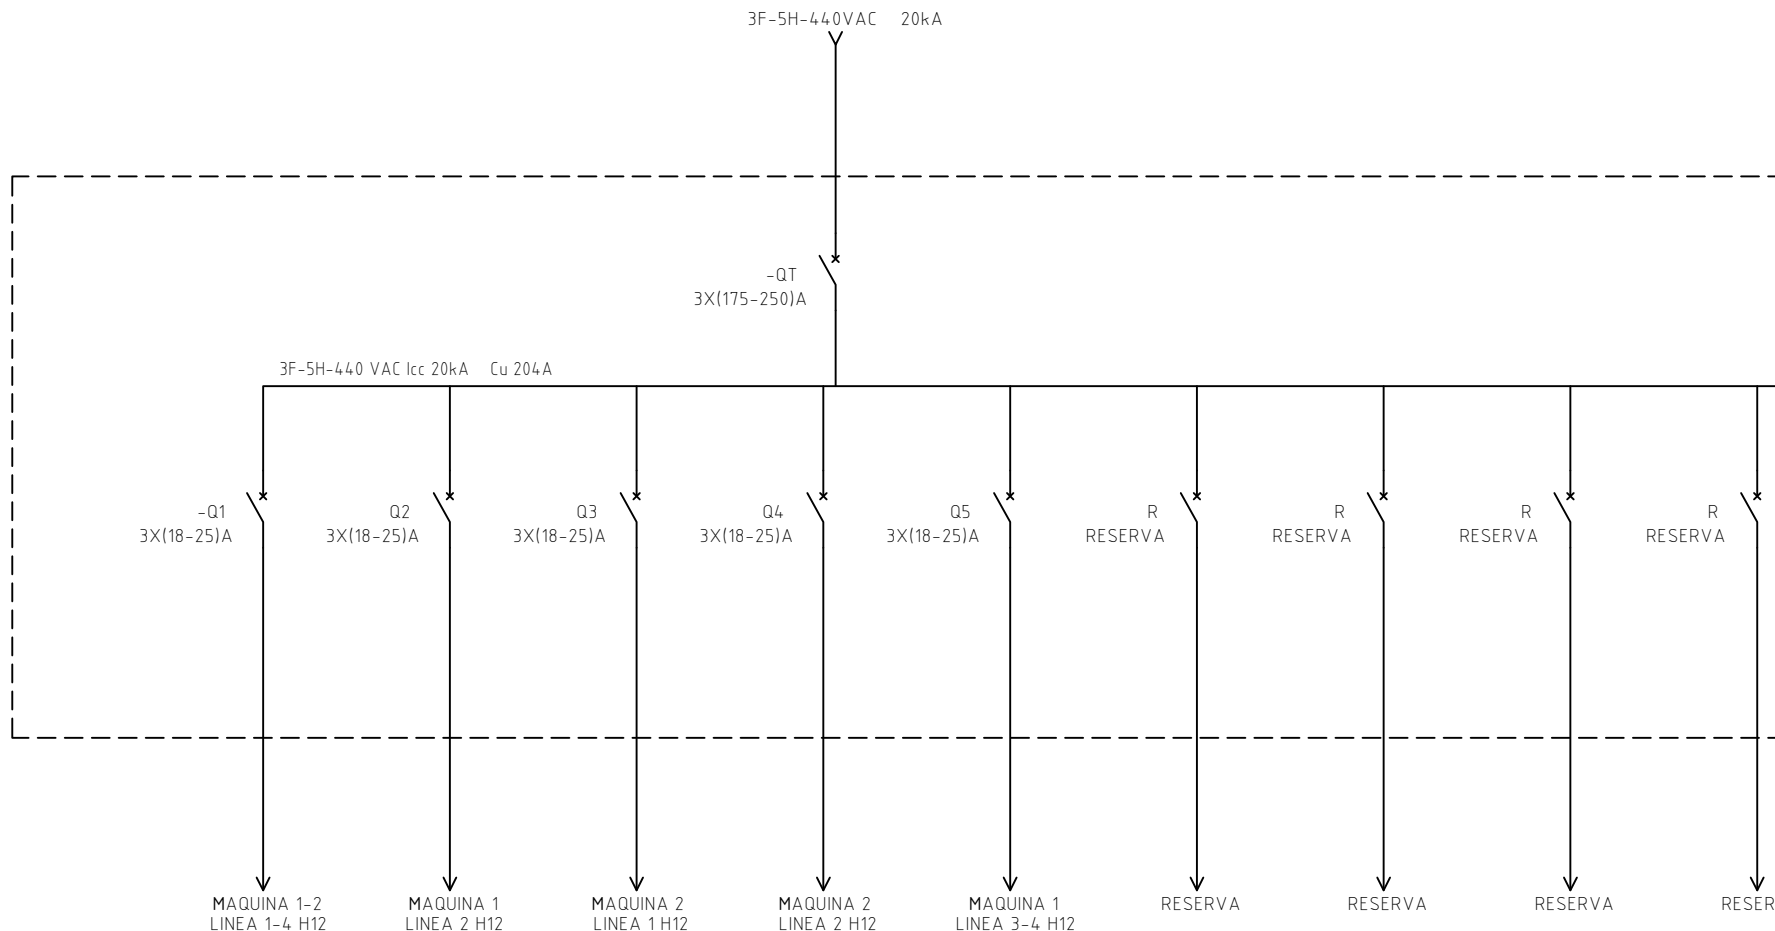 3F-5H-440VAC 20kA
-QT
3X(175-250)A
3F-5H-440 VAC Icc 20kA Cu 204A
-Q1
3X(18-25)A
Q2
3X(18-25)A
Q3
3X(18-25)A
Q4
3X(18-25)A
Q5
3X(18-25)A
R
RESERVA
R
RESERVA
R
RESERVA
R
RESERVA
MAQUINA 1-2
LINEA 1-4 H12
MAQUINA 1
LINEA 2 H12
MAQUINA 2
LINEA 1 H12
MAQUINA 2
LINEA 2 H12
MAQUINA 1
LINEA 3-4 H12
RESERVA
RESERVA
RESERVA